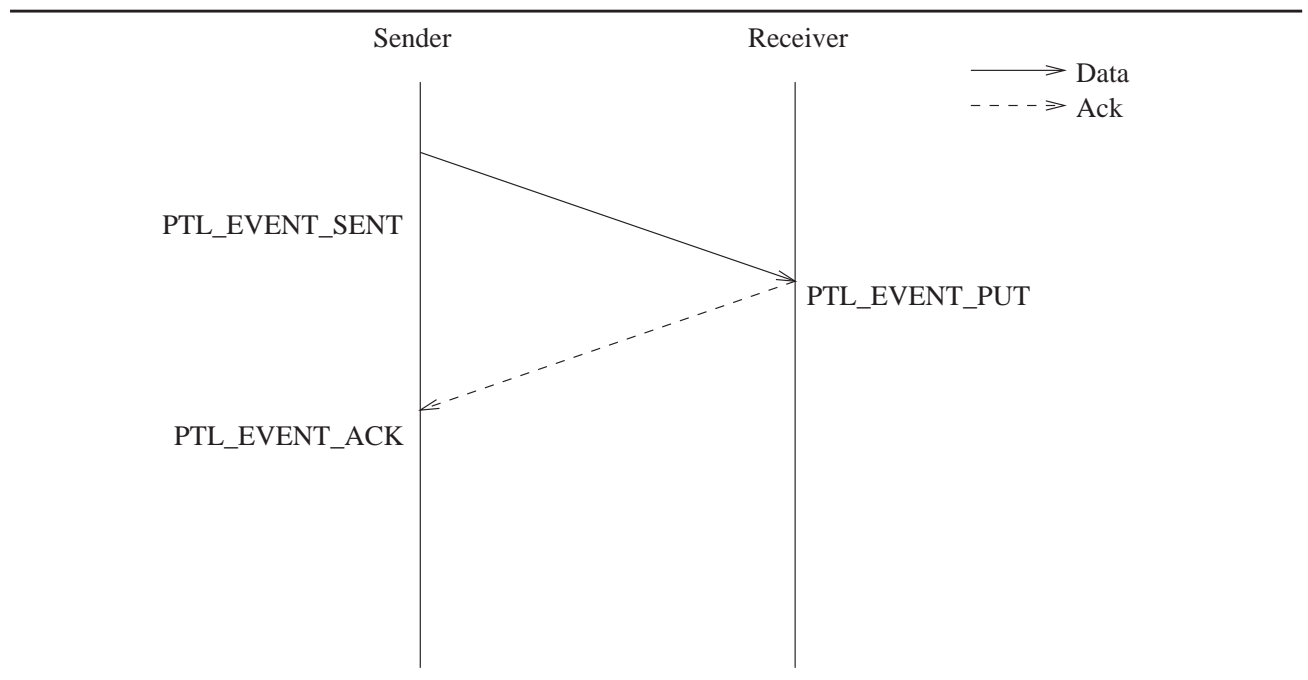 Sender
Receiver
Data
Ack
PTL_EVENT_SENT
PTL_EVENT_PUT
PTL_EVENT_ACK